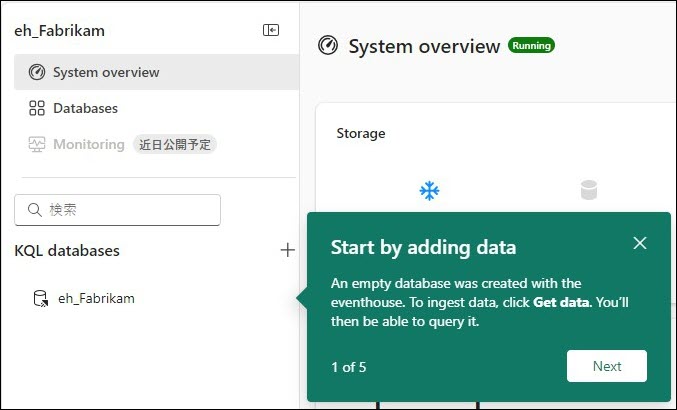 eh_Fabrikam
System overview
Databases
Monitoring 近日公開予定
検索
KQL databases
eh_Fabrikam
System overview Running
Storage
Start by adding data
An empty database was created with the
eventhouse. To ingest data, click Get data. You'll
then be able to query it.
1 of 5
Next